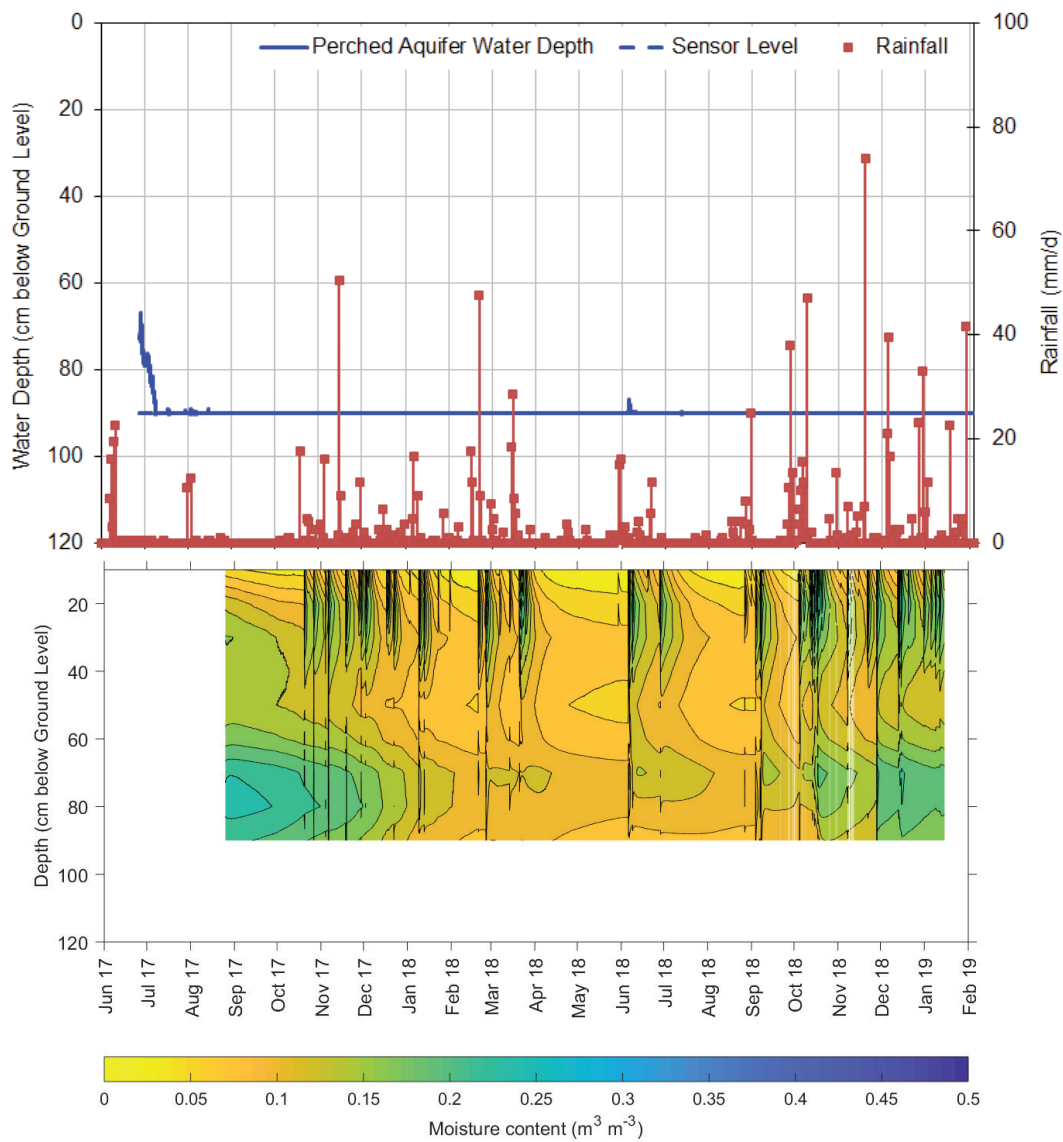 Perched Aquifer Water Depth Sensor Level Rainfall
Water Depth (cm below Ground Level)
0
20
40
60
80
100
120
Rainfall (mm/d)
100
80
60
40
20
0
Depth (cm below Ground Level)
20
40
60
80
100
120
Jun 17 Jul 17 Aug 17 Sep 17 Oct 17 Nov 17 Dec 17 Jan 18 Feb 18 Mar 18 Apr 18 May 18 Jun 18 Jul 18 Aug 18 Sep 18 Oct 18 Nov 18 Dec 18 Jan 19 Feb 19
0 0.05 0.1 0.15 0.2 0.25 0.3 0.35 0.4 0.45 0.5
Moisture content (m³ m⁻³)